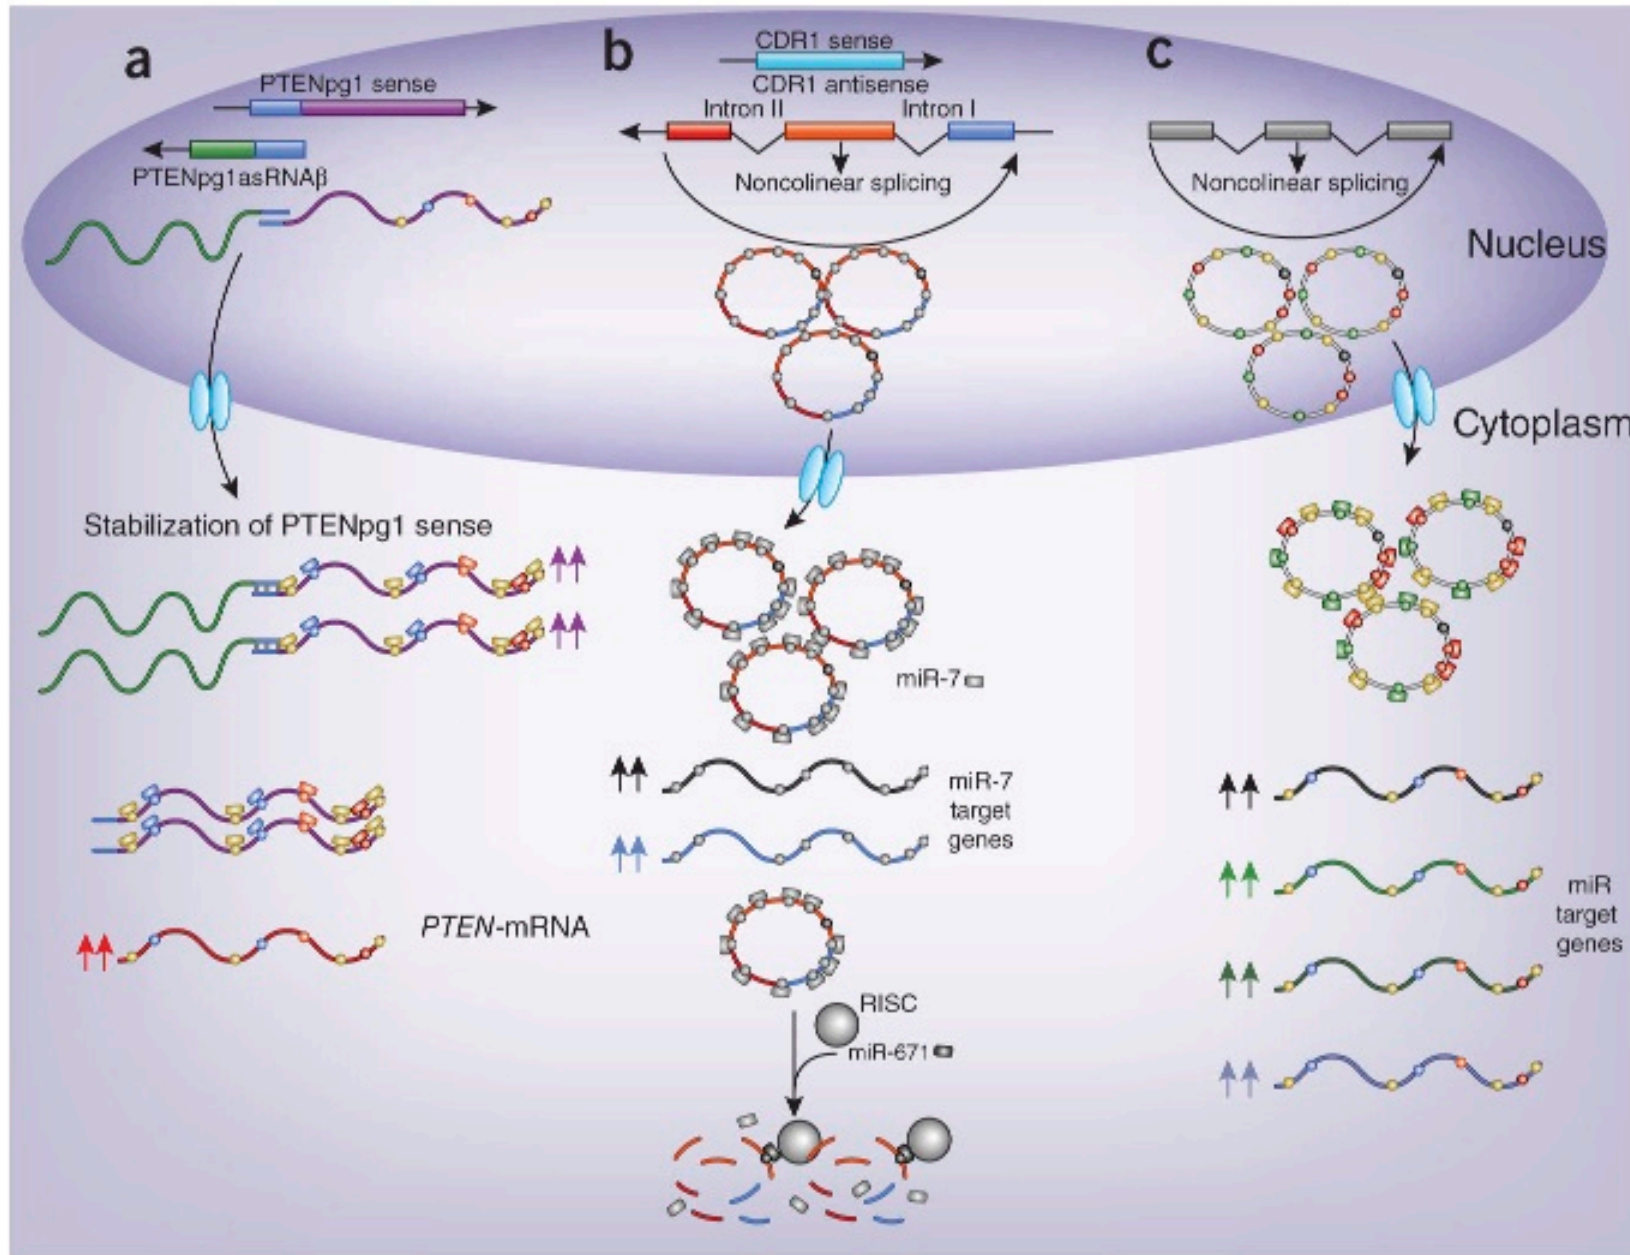 a
PTENpg1 sense
PTENpg1asRNAβ
Stabilization of PTENpg1 sense
PTEN-mRNA
b
CDR1 sense
CDR1 antisense
Intron II
Intron I
Noncolinear splicing
miR-7
miR-7
target
genes
RISC
miR-671
c
Noncolinear splicing
Nucleus
Cytoplasm
miR
target
genes